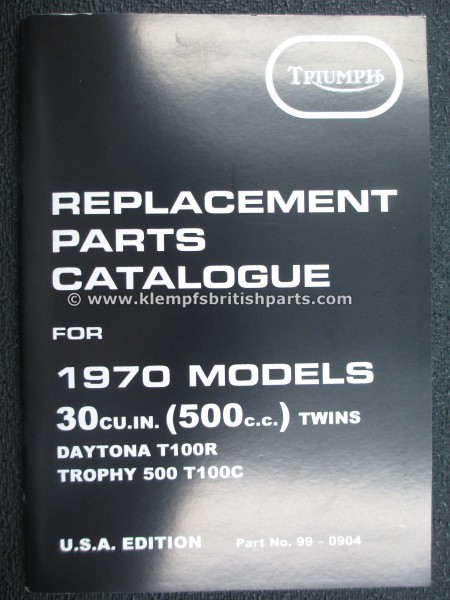 TRIUMPH
REPLACEMENT
PARTS
CATALOGUE
© www.klempfsbritishparts.com
FOR
1970 MODELS
30CU.IN. (500c.c.) TWINS
DAYTONA T100R
TROPHY 500 T100C
U.S.A. EDITION Part No. 99 – 0904